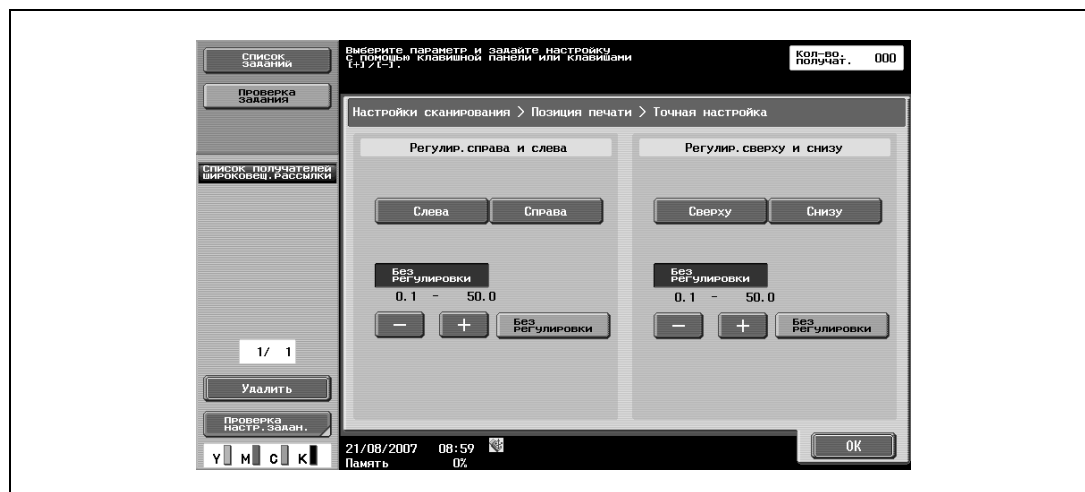 Список
заданий
Проверка
задания
Список получателей
широковещ.рассылки
1/ 1
Удалить
Проверка
настр.задан.
Y M C K
Выберите параметр и задайте настройку
с помощью клавишной панели или клавишами
[+]/[-].
Кол-во.
получат. 000
Настройки сканирования > Позиция печати > Точная настройка
Регулир.справа и слева
Слева Справа
Без
регулировки
0.1 - 50.0
- + Без
регулировки
Регулир.сверху и снизу
Сверху Снизу
Без
регулировки
0.1 - 50.0
- + Без
регулировки
OK
21/08/2007 08:59
Память 0%